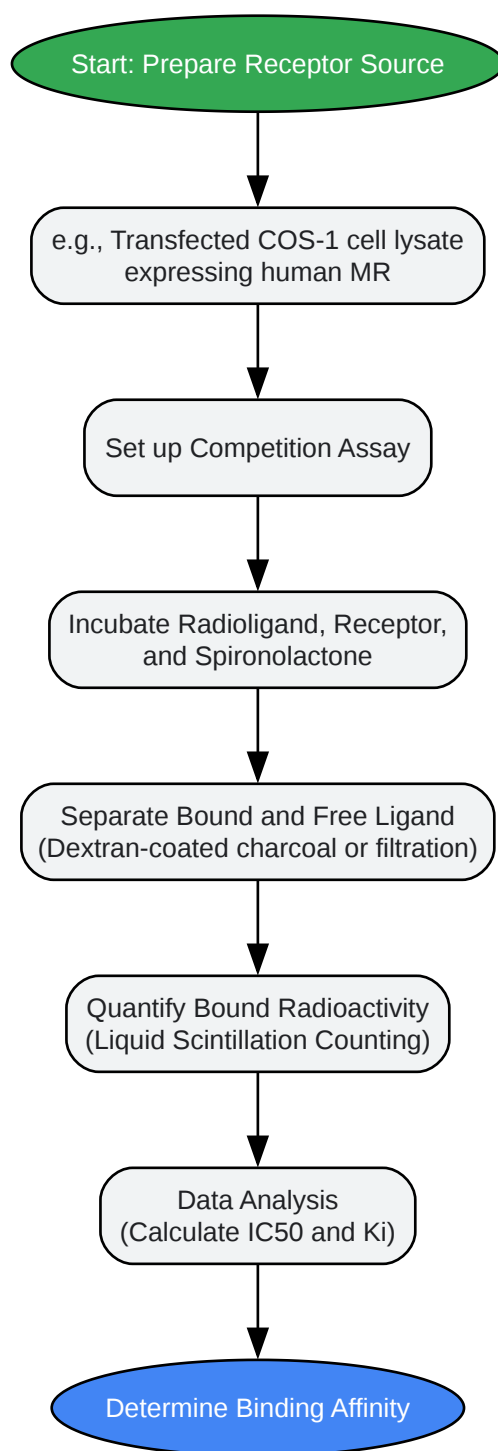 Start: Prepare Receptor Source
e.g., Transfected COS-1 cell lysate
expressing human MR
Set up Competition Assay
Incubate Radioligand, Receptor,
and Spironolactone
Separate Bound and Free Ligand
(Dextran-coated charcoal or filtration)
Quantify Bound Radioactivity
(Liquid Scintillation Counting)
Data Analysis
(Calculate IC50 and Ki)
Determine Binding Affinity